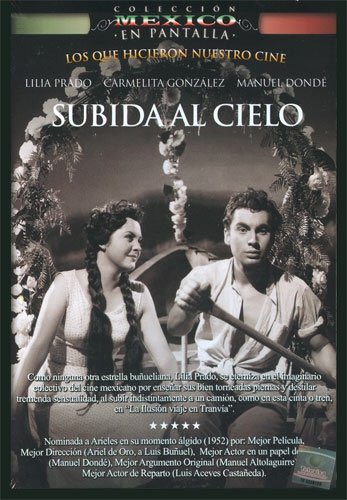 COLECCIÓN
MEXICO
EN PANTALLA
LOS QUE HICIERON NUESTRO CINE
LILIA PRADO CARMELITA GONZÁLEZ MANUEL DONDÉ
SUBIDA AL CIELO
Como ninguna otra estrella buñueliana, Lilia Prado, se eterniza en el imaginario
colectivo del cine mexicano por enseñar sus bien torneadas piernas y destilar
tremenda sensualidad, al subir indistintamente a un camión, como en esta cinta o tren,
en "La Ilusión viaje en Tranvía".
Nominada a Arieles en su momento álgido (1952) por: Mejor Película,
Mejor Dirección (Ariel de Oro, a Luis Buñuel), Mejor Actor en un papel de
(Manuel Dondé), Mejor Argumento Original (Manuel Altolaguirre
Mejor Actor de Reparto (Luis Aceves Castañeda).